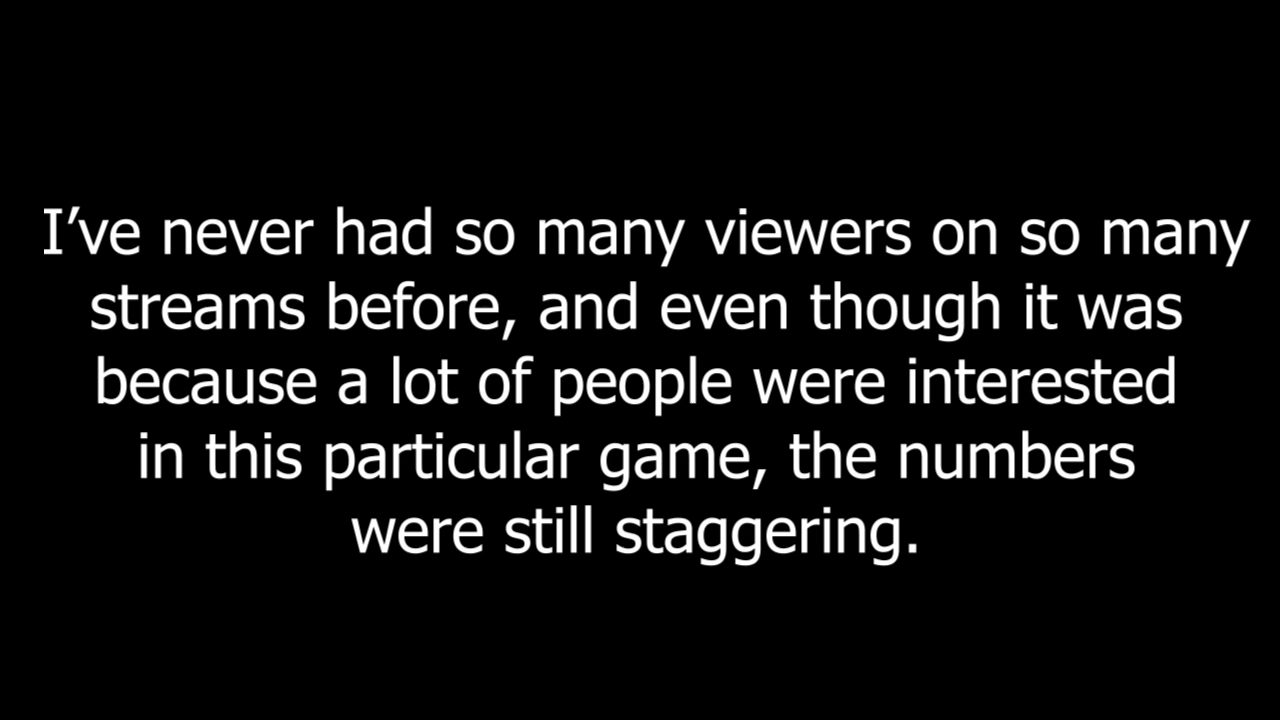 I’ve never had so many viewers on so many
streams before, and even though it was
because a lot of people were interested
in this particular game, the numbers
were still staggering.